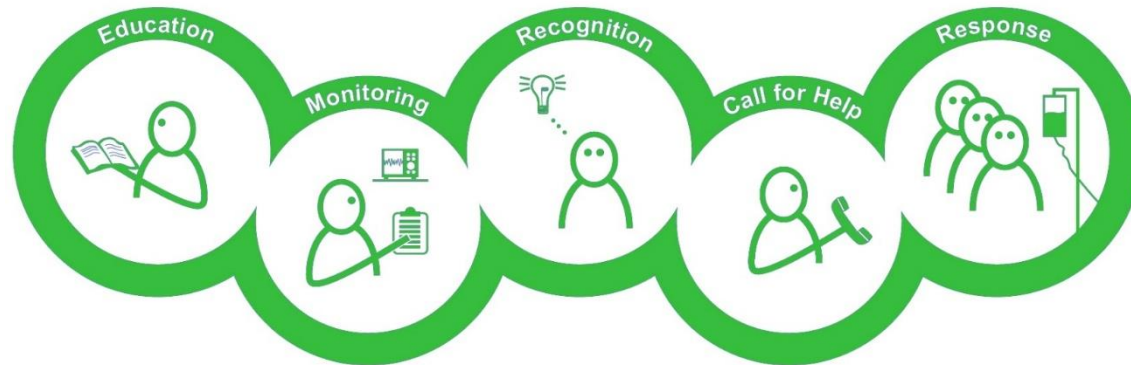 Education
Monitoring
Recognition
Call for Help
Response